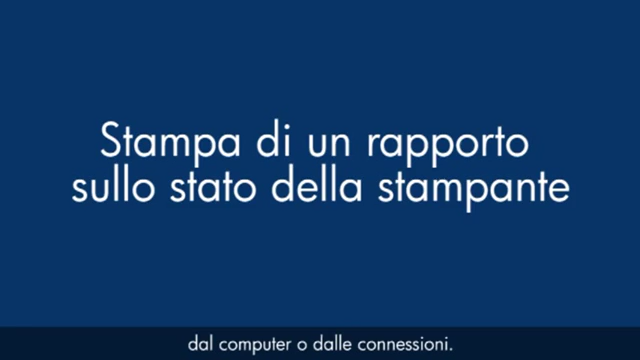 Stampa di un rapporto
sullo stato della stampante
dal computer o dalle connessioni.